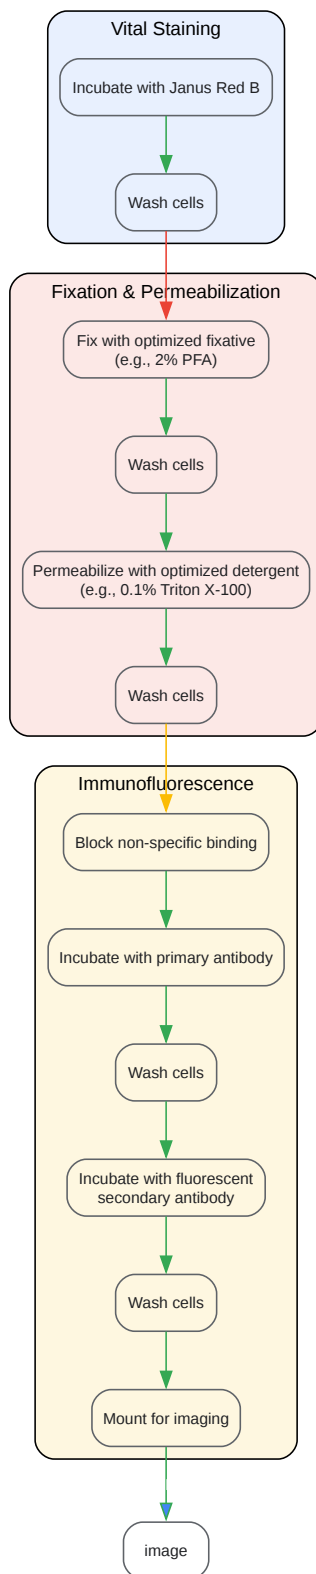 Vital Staining
Incubate with Janus Red B
Wash cells
Fixation & Permeabilization
Fix with optimized fixative
(e.g., 2% PFA)
Wash cells
Permeabilize with optimized detergent
(e.g., 0.1% Triton X-100)
Wash cells
Immunofluorescence
Block non-specific binding
Incubate with primary antibody
Wash cells
Incubate with fluorescent
secondary antibody
Wash cells
Mount for imaging
image